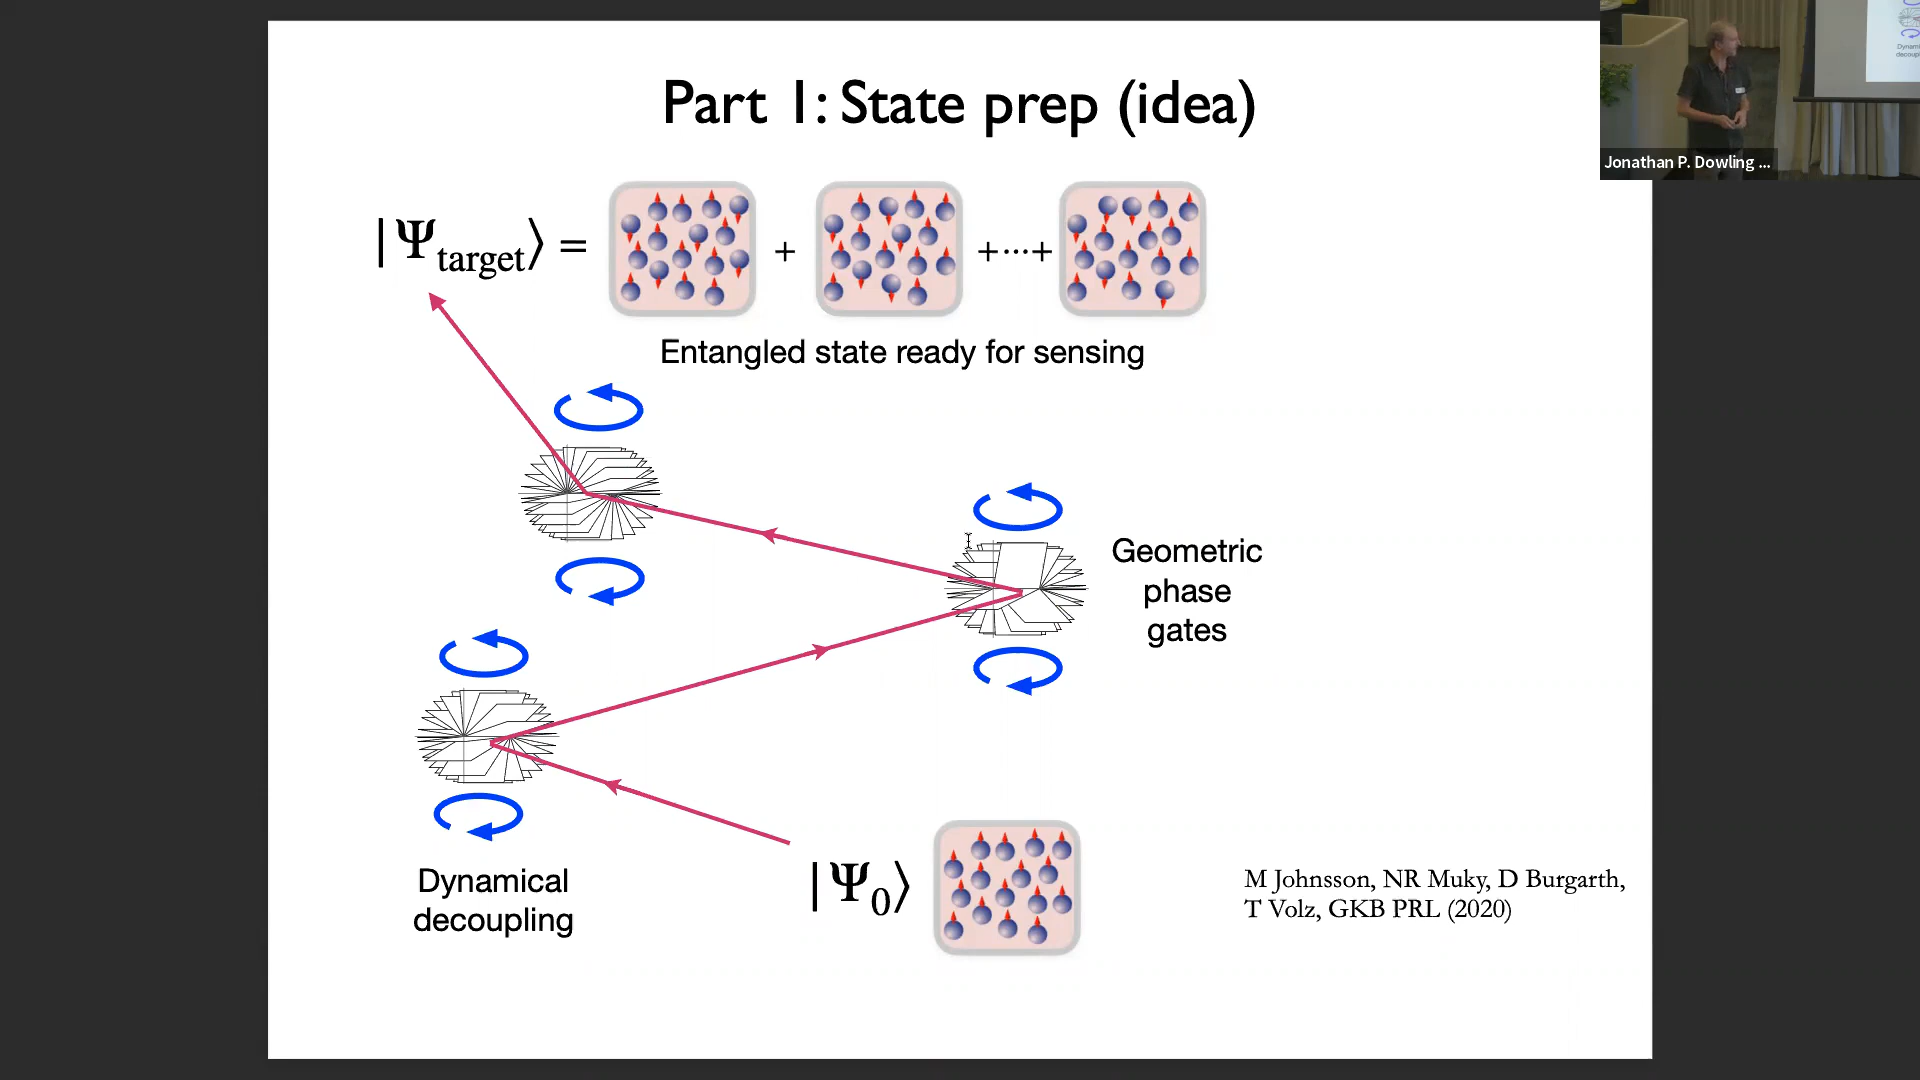 Part 1: State prep (idea)
|Ψtarget⟩ =
+
+···+
Entangled state ready for sensing
Geometric
phase
gates
Dynamical
decoupling
|Ψ0⟩
M Johnsson, NR Muky, D Burgarth,
T Volz, GKB PRL (2020)
Jonathan P. Dowling ...